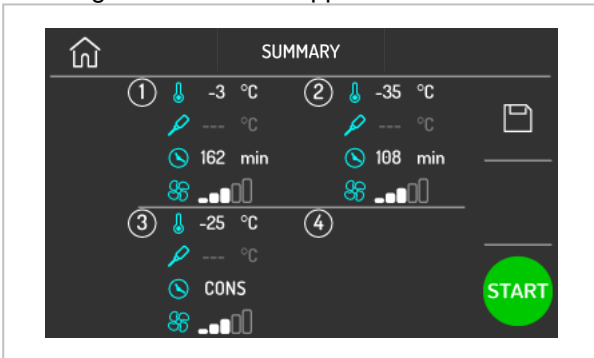 SUMMARY
1 -3 °C 2 -35 °C
--- °C --- °C
162 min 108 min
3 -25 °C 4
--- °C
CONS
START